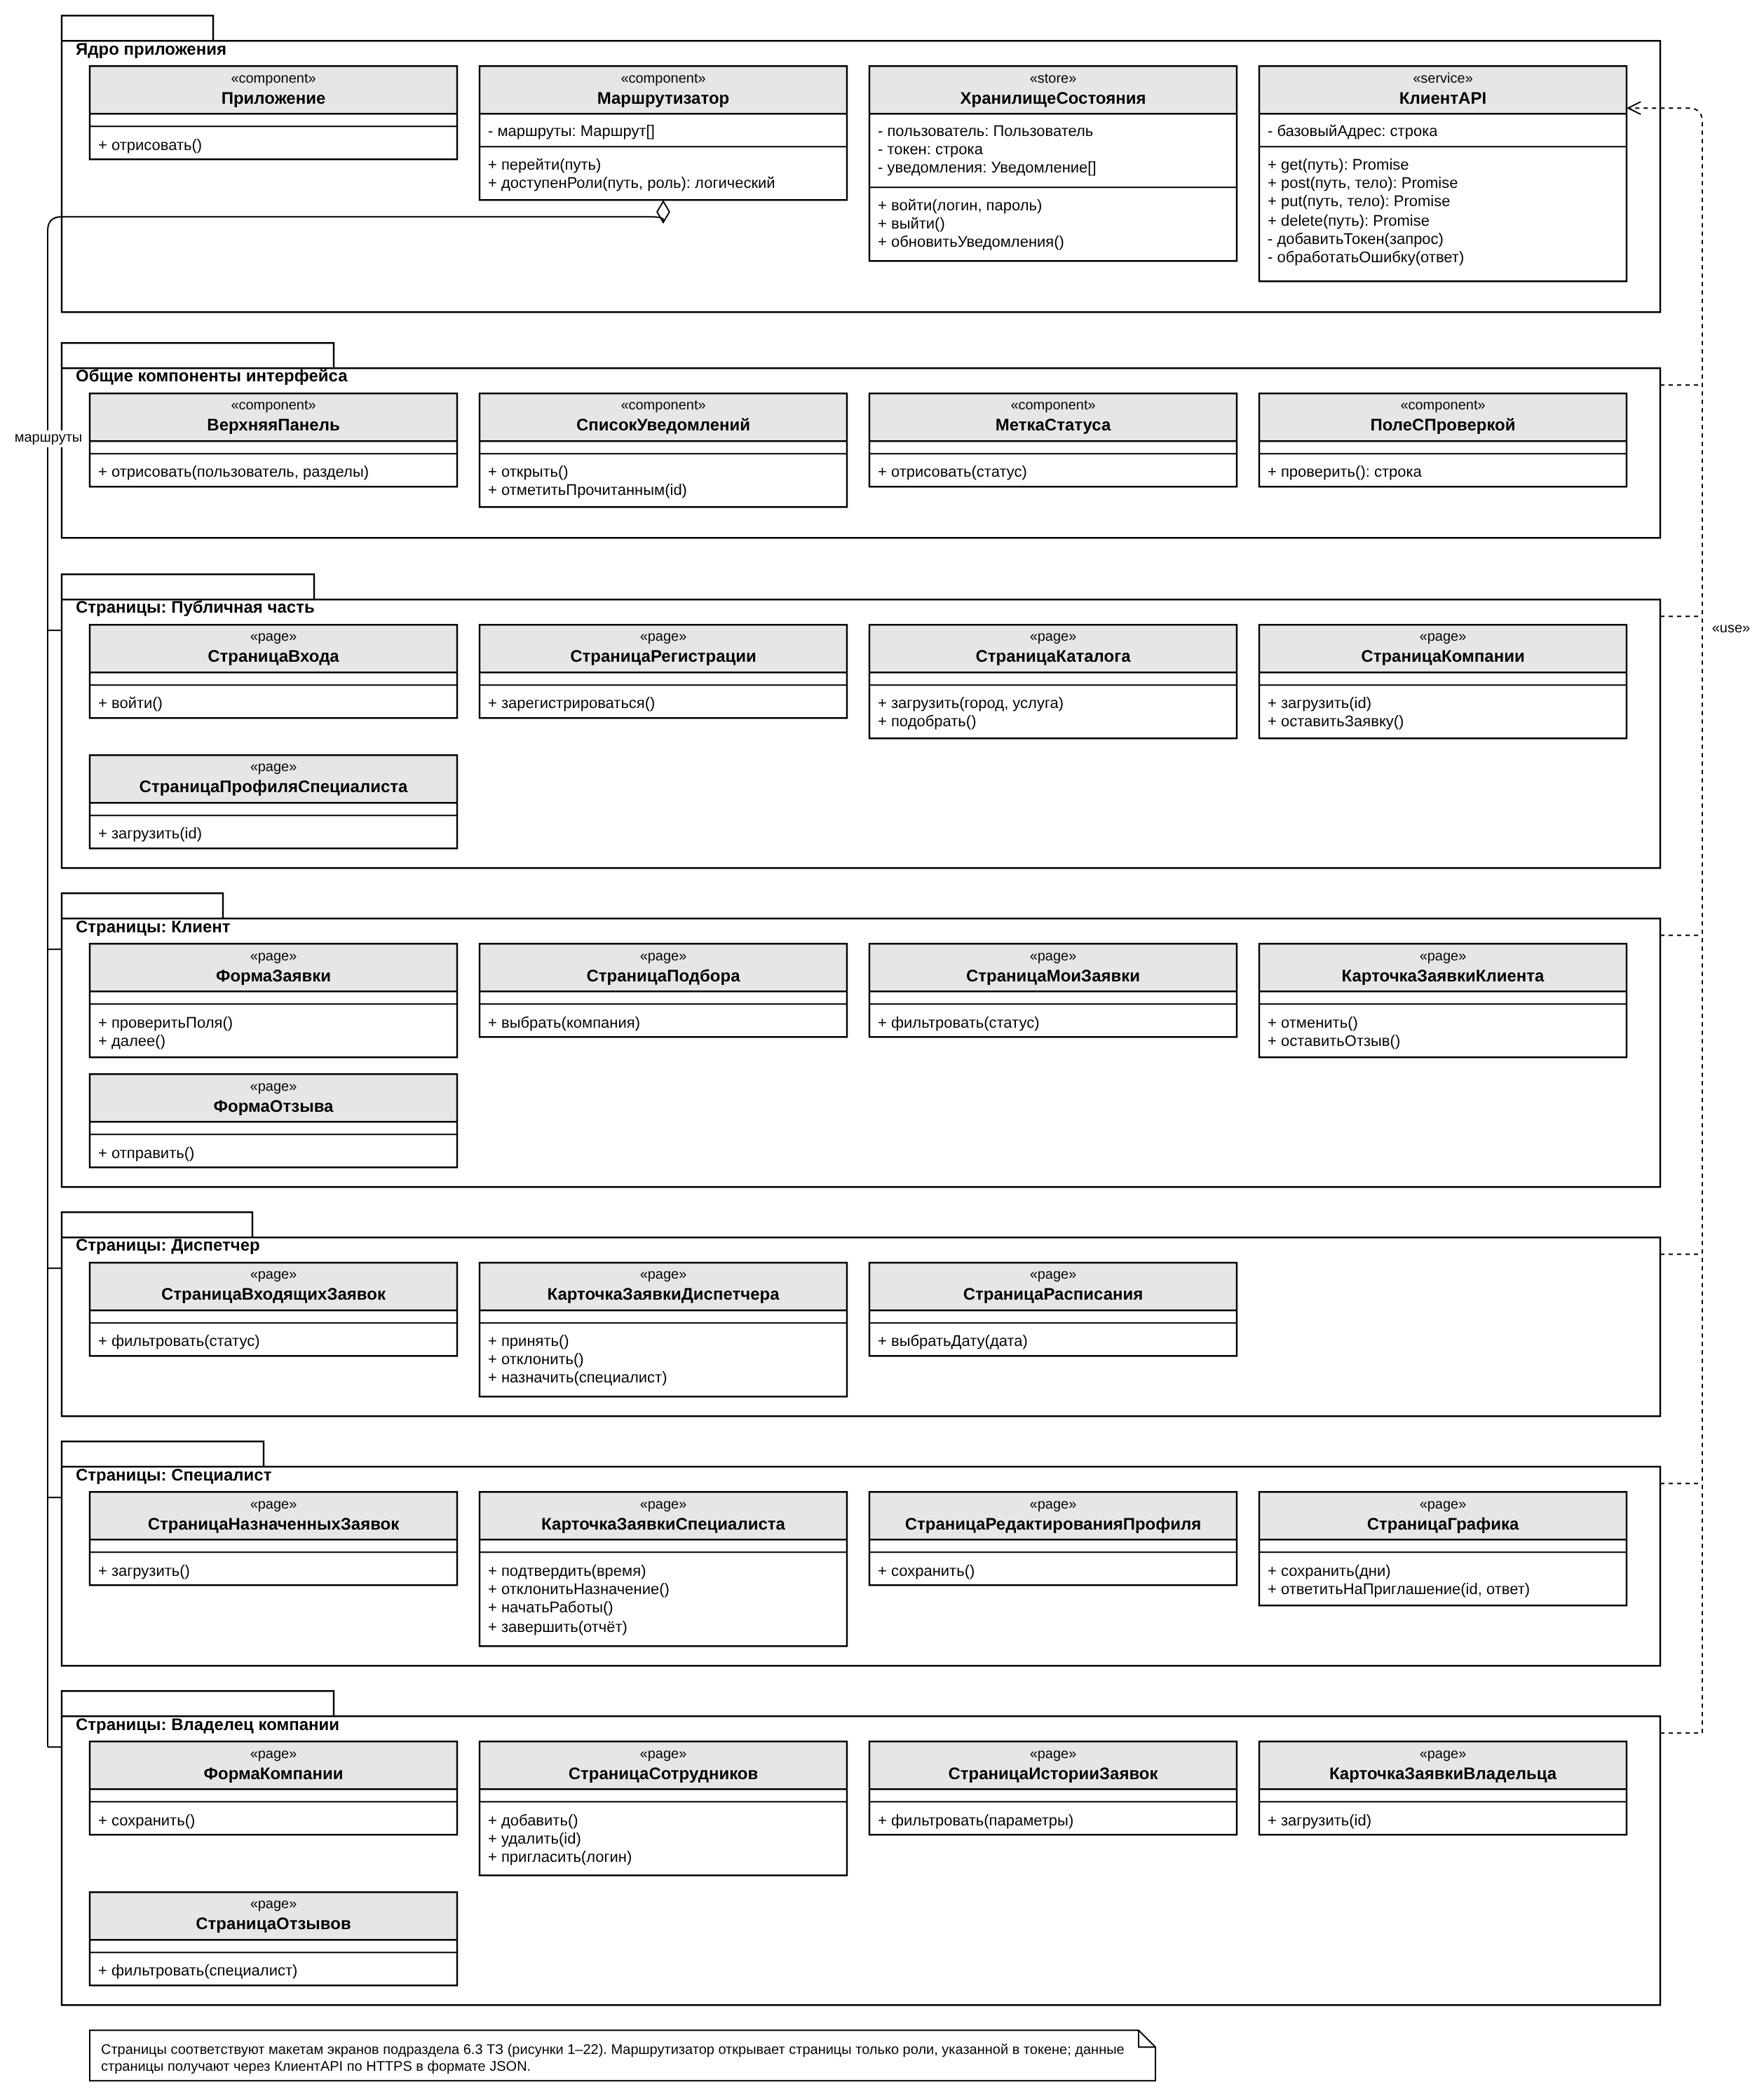 Ядро приложения
«component»
Приложение
+ отрисовать()
«component»
Маршрутизатор
- маршруты: Маршрут[]
+ перейти(путь)
+ доступенРоли(путь, роль): логический
«store»
ХранилищеСостояния
- пользователь: Пользователь
- токен: строка
- уведомления: Уведомление[]
+ войти(логин, пароль)
+ выйти()
+ обновитьУведомления()
«service»
КлиентAPI
- базовыйАдрес: строка
+ get(путь): Promise
+ post(путь, тело): Promise
+ put(путь, тело): Promise
+ delete(путь): Promise
- добавитьТокен(запрос)
- обработатьОшибку(ответ)
Общие компоненты интерфейса
«component»
ВерхняяПанель
+ отрисовать(пользователь, разделы)
«component»
СписокУведомлений
+ открыть()
+ отметитьПрочитанным(id)
«component»
МеткаСтатуса
+ отрисовать(статус)
«component»
ПолеСПроверкой
+ проверить(): строка
маршруты
Страницы: Публичная часть
«page»
СтраницаВхода
+ войти()
«page»
СтраницаРегистрации
+ зарегистрироваться()
«page»
СтраницаКаталога
+ загрузить(город, услуга)
+ подобрать()
«page»
СтраницаКомпании
+ загрузить(id)
+ оставитьЗаявку()
«use»
«page»
СтраницаПрофиляСпециалиста
+ загрузить(id)
Страницы: Клиент
«page»
ФормаЗаявки
+ проверитьПоля()
+ далее()
«page»
СтраницаПодбора
+ выбрать(компания)
«page»
СтраницаМоиЗаявки
+ фильтровать(статус)
«page»
КарточкаЗаявкиКлиента
+ отменить()
+ оставитьОтзыв()
«page»
ФормаОтзыва
+ отправить()
Страницы: Диспетчер
«page»
СтраницаВходящихЗаявок
+ фильтровать(статус)
«page»
КарточкаЗаявкиДиспетчера
+ принять()
+ отклонить()
+ назначить(специалист)
«page»
СтраницаРасписания
+ выбратьДату(дата)
Страницы: Специалист
«page»
СтраницаНазначенныхЗаявок
+ загрузить()
«page»
КарточкаЗаявкиСпециалиста
+ подтвердить(время)
+ отклонитьНазначение()
+ начатьРаботы()
+ завершить(отчёт)
«page»
СтраницаРедактированияПрофиля
+ сохранить()
«page»
СтраницаГрафика
+ сохранить(дни)
+ ответитьНаПриглашение(id, ответ)
Страницы: Владелец компании
«page»
ФормаКомпании
+ сохранить()
«page»
СтраницаСотрудников
+ добавить()
+ удалить(id)
+ пригласить(логин)
«page»
СтраницаИсторииЗаявок
+ фильтровать(параметры)
«page»
КарточкаЗаявкиВладельца
+ загрузить(id)
«page»
СтраницаОтзывов
+ фильтровать(специалист)
Страницы соответствуют макетам экранов подраздела 6.3 ТЗ (рисунки 1–22). Маршрутизатор открывает страницы только роли, указанной в токене; данные
страницы получают через КлиентAPI по HTTPS в формате JSON.